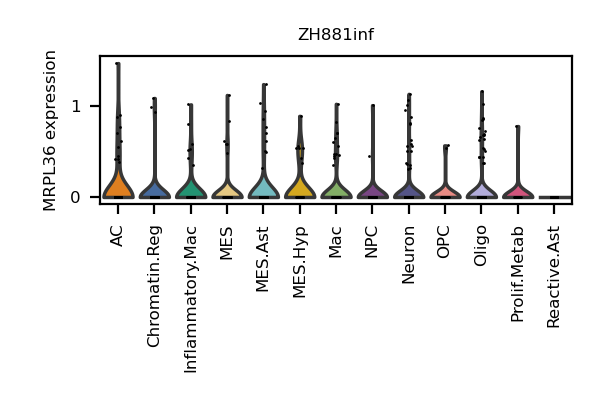 ZH881inf
MRPL36 expression
1
0
AC
Chromatin.Reg
Inflammatory.Mac
MES
MES.Ast
MES.Hyp
Mac
NPC
Neuron
OPC
Oligo
Prolif.Metab
Reactive.Ast